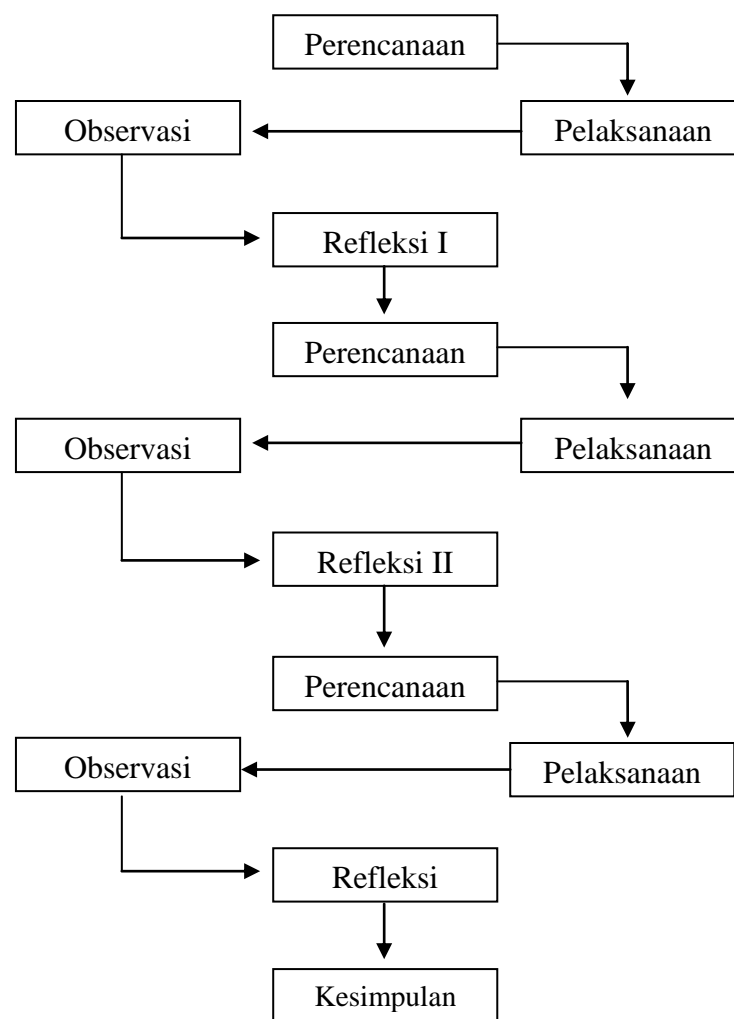 Perencanaan
Observasi
Pelaksanaan
Refleksi I
Perencanaan
Observasi
Pelaksanaan
Refleksi II
Perencanaan
Observasi
Pelaksanaan
Refleksi
Kesimpulan